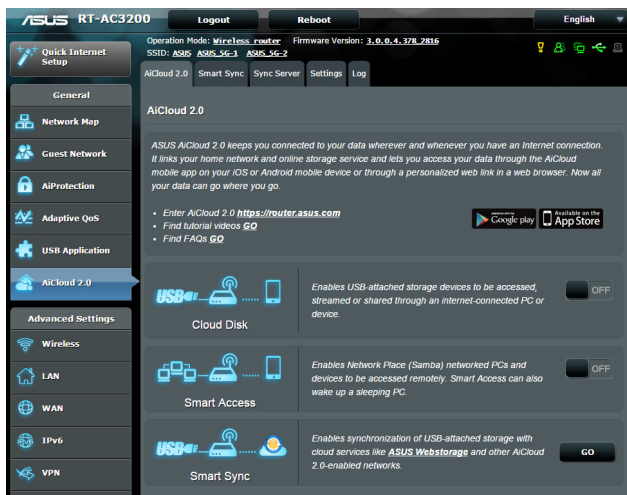 ASUS RT-AC3200
Logout
Reboot
English
Quick Internet
Setup
Operation Mode: Wireless router Firmware Version: 3.0.0.4.378_2816
SSID: ASUS ASUS_5G-1 ASUS_5G-2
AiCloud 2.0 Smart Sync Sync Server Settings Log
General
Network Map
Guest Network
AiProtection
Adaptive QoS
USB Application
AiCloud 2.0
Advanced Settings
Wireless
LAN
WAN
IPv6
VPN
AiCloud 2.0
ASUS AiCloud 2.0 keeps you connected to your data wherever and whenever you have an Internet connection.
It links your home network and online storage service and lets you access your data through the AiCloud
mobile app on your iOS or Android mobile device or through a personalized web link in a web browser. Now all
your data can go where you go.
• Enter AiCloud 2.0 https://router.asus.com
• Find tutorial videos GO
• Find FAQs GO
Google play
Available on the
App Store
USB
Cloud Disk
Enables USB-attached storage devices to be accessed,
streamed or shared through an internet-connected PC or
device.
OFF
Smart Access
Enables Network Place (Samba) networked PCs and
devices to be accessed remotely. Smart Access can also
wake up a sleeping PC.
OFF
USB
Smart Sync
Enables synchronization of USB-attached storage with
cloud services like ASUS Webstorage and other AiCloud
2.0-enabled networks.
GO